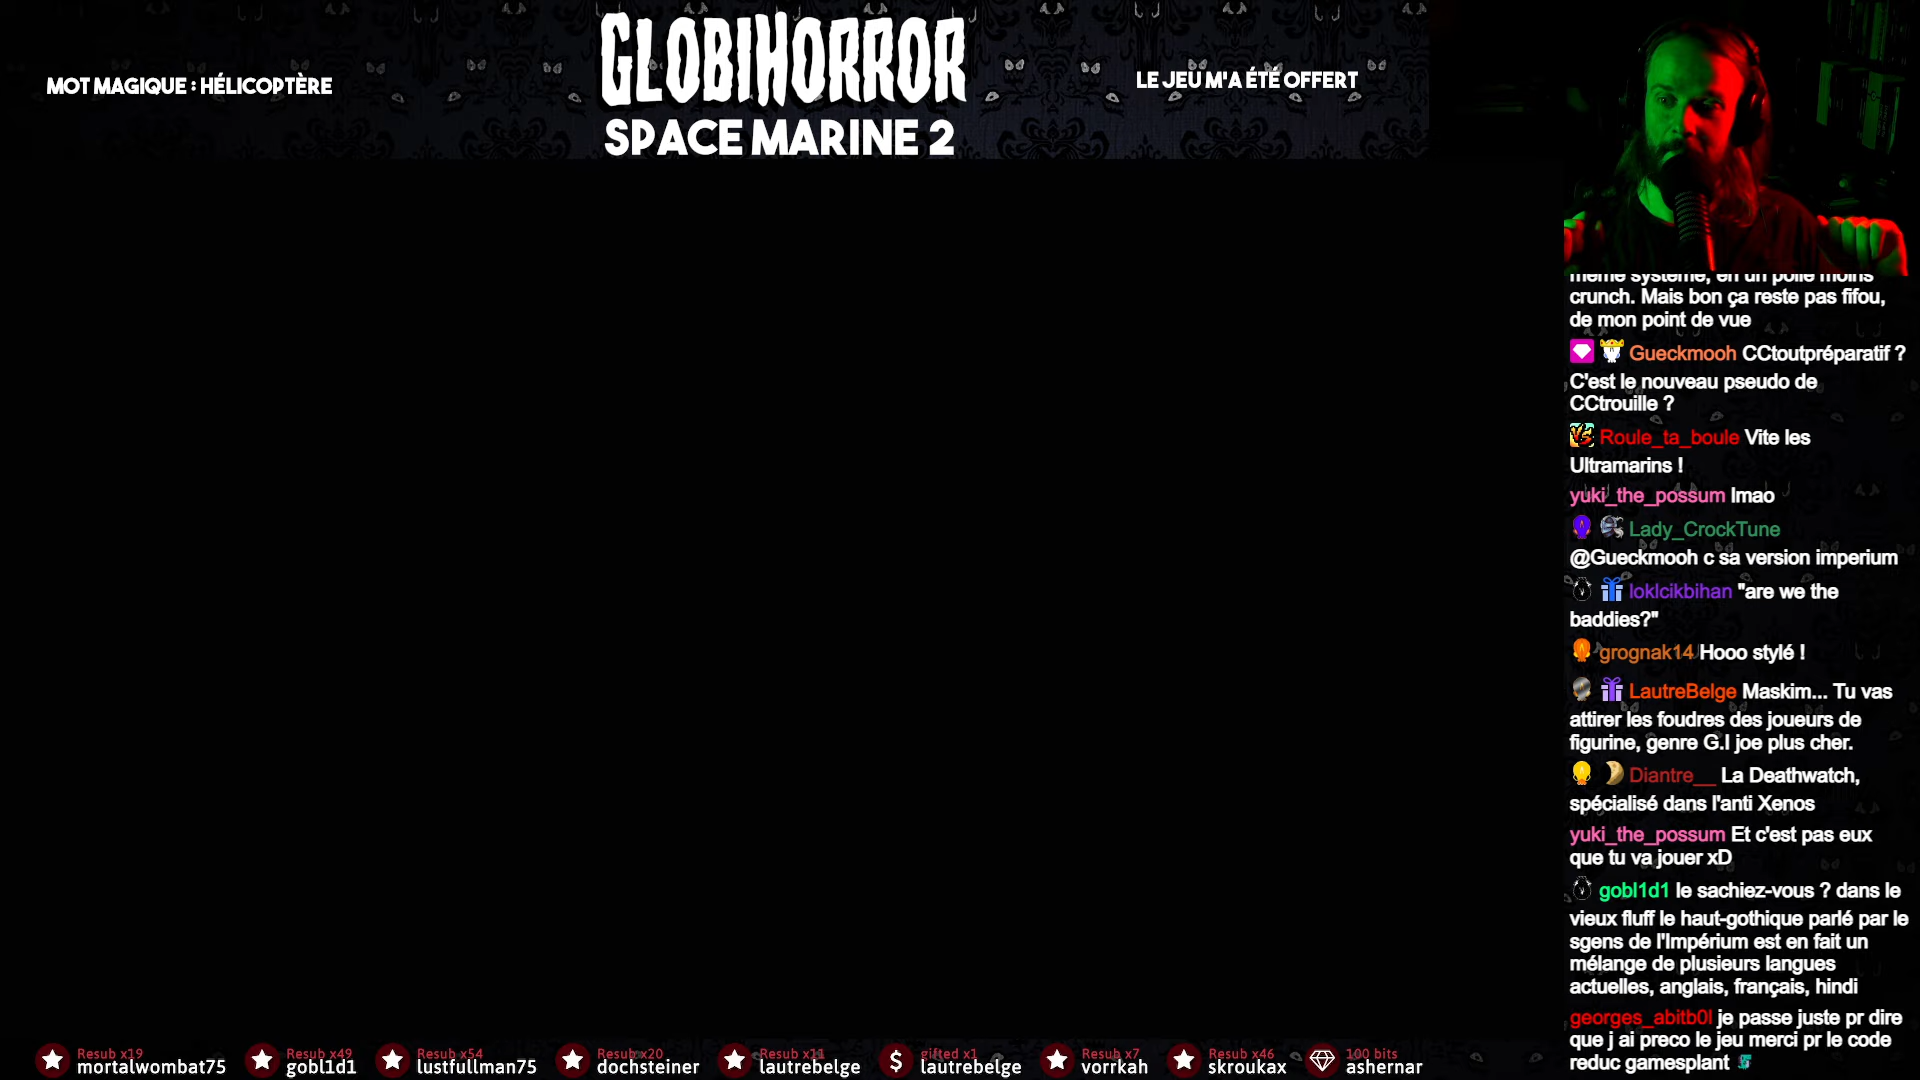 MOT MAGIQUE : HÉLICOPTÈRE
GLOBIHORROR
SPACE MARINE 2
LE JEU M'A ÉTÉ OFFERT
même système, en un poile moins
crunch. Mais bon ça reste pas fifou,
de mon point de vue
Gueckmooh CCtoutpréparatif ?
C'est le nouveau pseudo de
CCtrouille ?
Roule_ta_boule Vite les
Ultramarins !
yuki_the_possum lmao
Lady_CrockTune
@Gueckmooh c sa version imperium
loklcikbihan "are we the
baddies?"
grognak14 Hooo stylé !
LautreBelge Maskim... Tu vas
attirer les foudres des joueurs de
figurine, genre G.I joe plus cher.
Diantre__ La Deathwatch,
spécialisé dans l'anti Xenos
yuki_the_possum Et c'est pas eux
que tu va jouer xD
gobl1d1 le sachiez-vous ? dans le
vieux fluff le haut-gothique parlé par le
sgens de l'Impérium est en fait un
mélange de plusieurs langues
actuelles, anglais, français, hindi
georges_abitb0l je passe juste pr dire
que j ai preco le jeu merci pr le code
reduc gamesplant
Resub x19
mortalwombat75
Resub x49
gobl1d1
Resub x54
lustfullman75
Resub x20
dochsteiner
Resub x11
lautrebelge
gifted x1
lautrebelge
Resub x7
vorrkah
Resub x46
skroukax
100 bits
ashernar